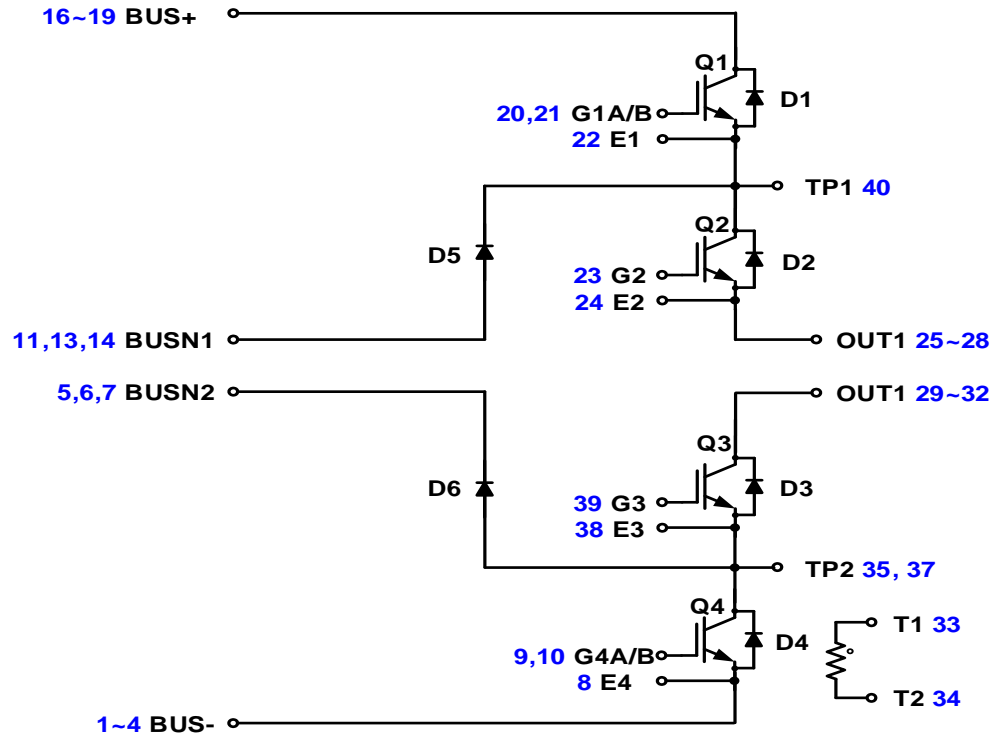 16~19 BUS+
Q1
D1
20,21 G1A/B
22 E1
TP1 40
Q2
D5
D2
23 G2
24 E2
11,13,14 BUSN1
OUT1 25~28
5,6,7 BUSN2
OUT1 29~32
Q3
D6
D3
39 G3
38 E3
TP2 35, 37
Q4
T1 33
D4
9,10 G4A/B
8 E4
T2 34
1~4 BUS-